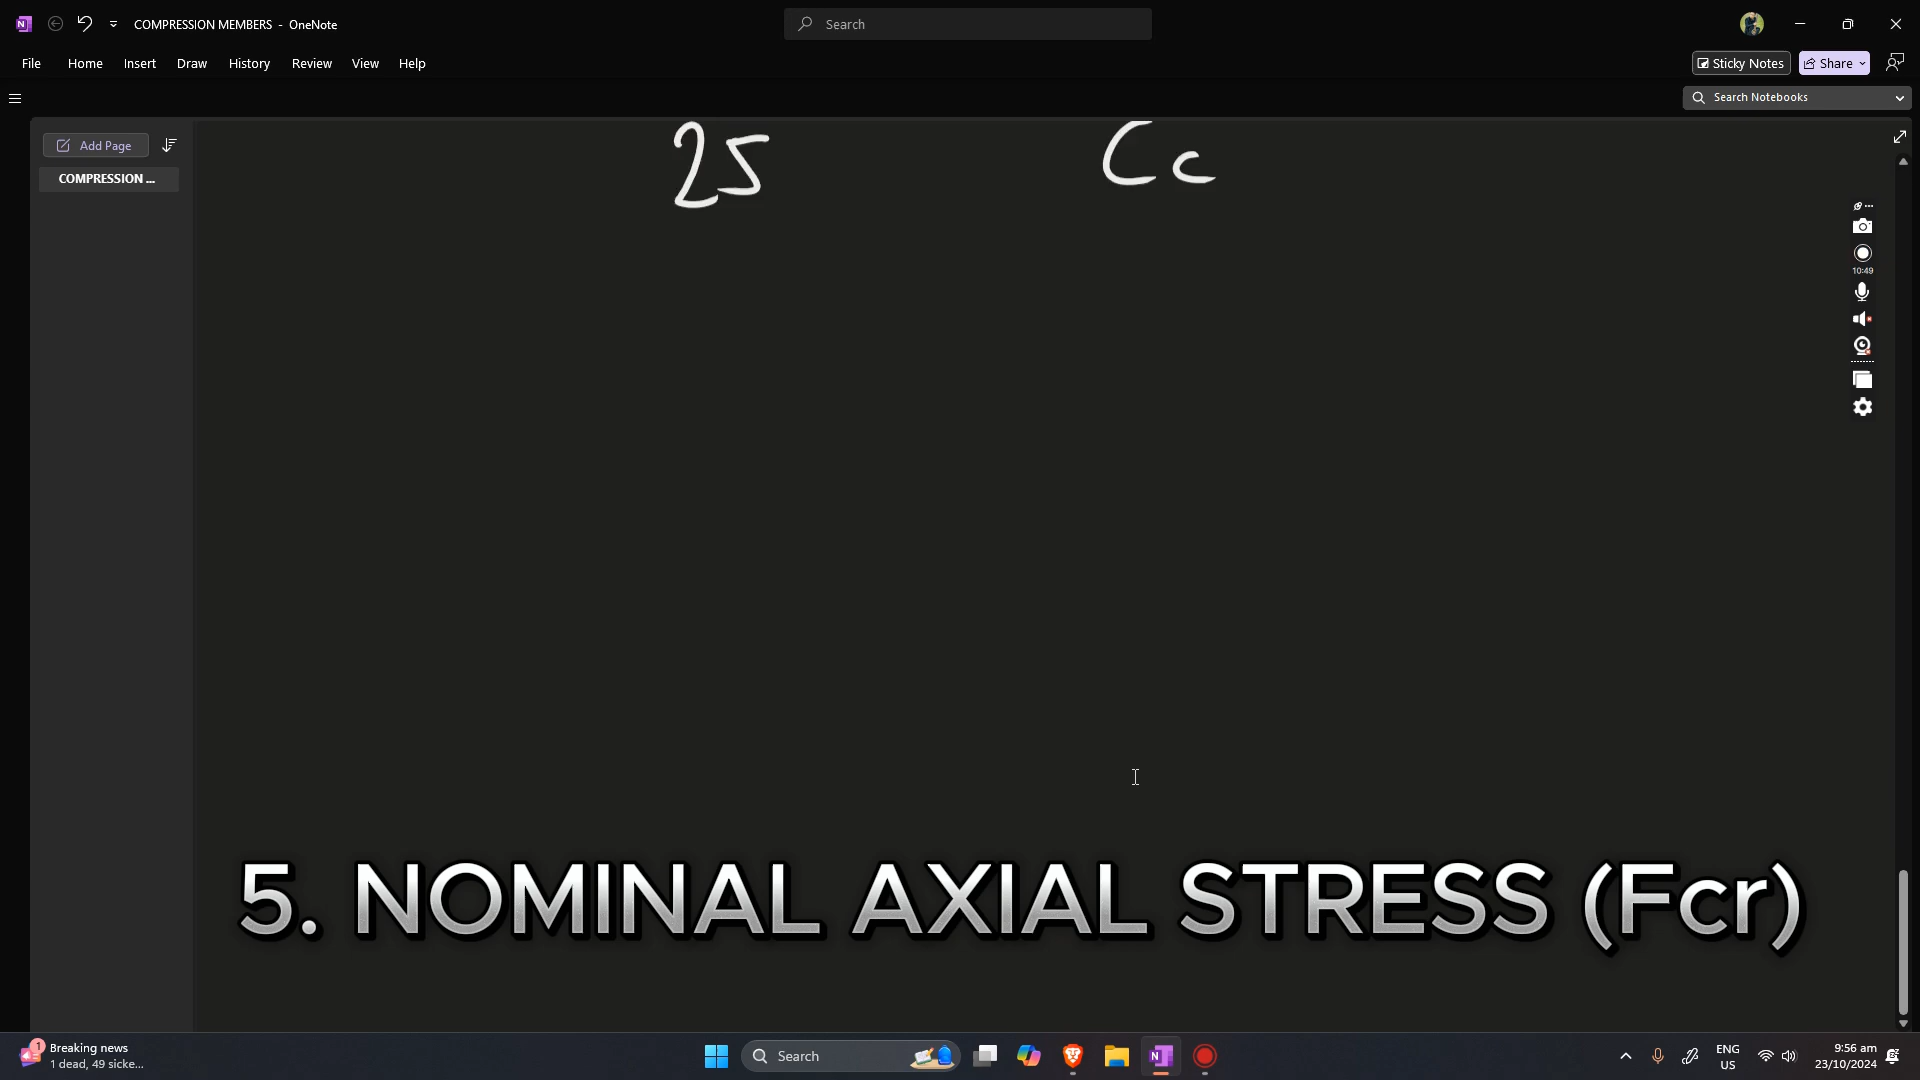 COMPRESSION MEMBERS - OneNote
Search
File Home Insert Draw History Review View Help
Sticky Notes
Share
Search Notebooks
Add Page
COMPRESSION ...
25 Cc
10:49
5. NOMINAL AXIAL STRESS (Fcr)
1
Breaking news
1 dead, 49 sicke...
Search
ENG
US
9:56 am
23/10/2024